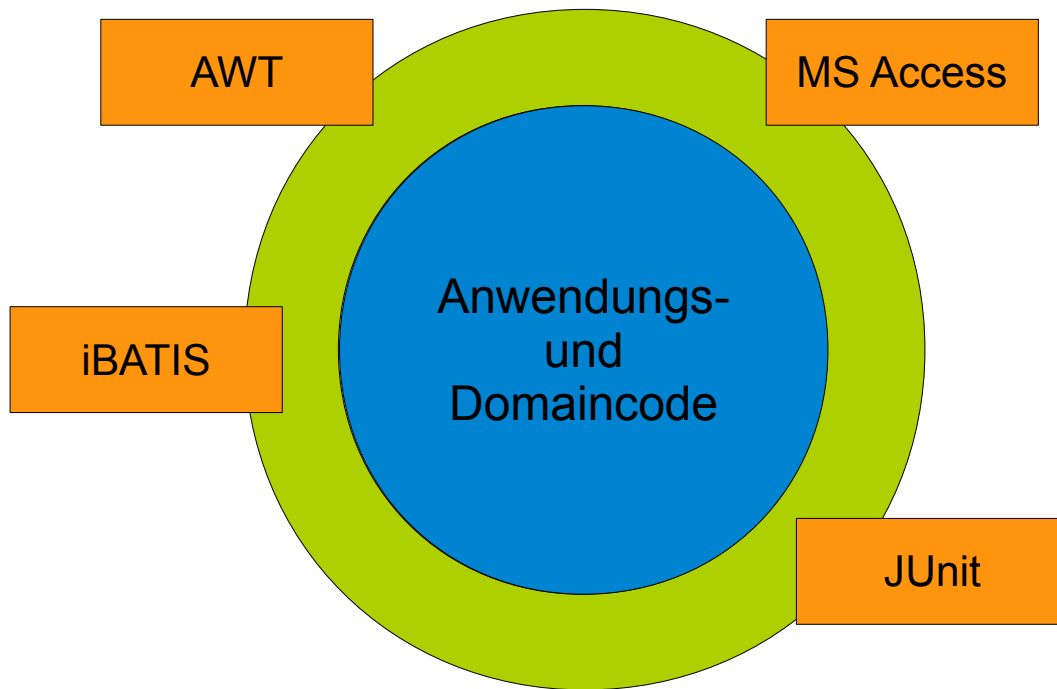 AWT
MS Access
Anwendungs-
und
Domaincode
iBATIS
JUnit